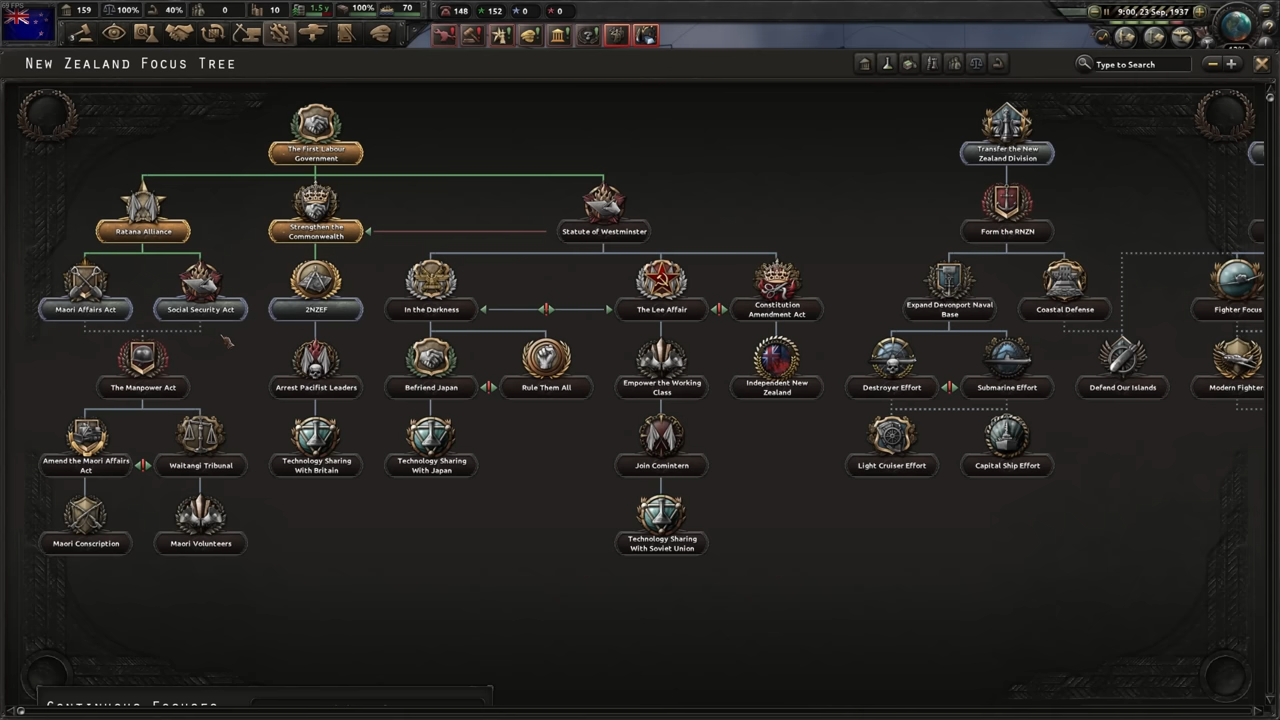 69 FPS
159
100%
40%
0
10
1.5 y
100%
70
148
152
0
0
9:00, 23 Sep, 1937
New Zealand Focus Tree
Type to Search
The First Labour
Government
Transfer the New
Zealand Division
Ratana Alliance
Strengthen the
Commonwealth
Statute of Westminster
Form the RNZN
Maori Affairs Act
Social Security Act
2NZEF
In the Darkness
The Lee Affair
Constitution
Amendment Act
Expand Devonport Naval
Base
Coastal Defense
Fighter Focus
The Manpower Act
Arrest Pacifist Leaders
Befriend Japan
Rule Them All
Empower the Working
Class
Independent New
Zealand
Destroyer Effort
Submarine Effort
Defend Our Islands
Modern Fighter
Amend the Maori Affairs
Act
Waitangi Tribunal
Technology Sharing
With Britain
Technology Sharing
With Japan
Join Comintern
Light Cruiser Effort
Capital Ship Effort
Maori Conscription
Maori Volunteers
Technology Sharing
With Soviet Union
Continuous Focuses